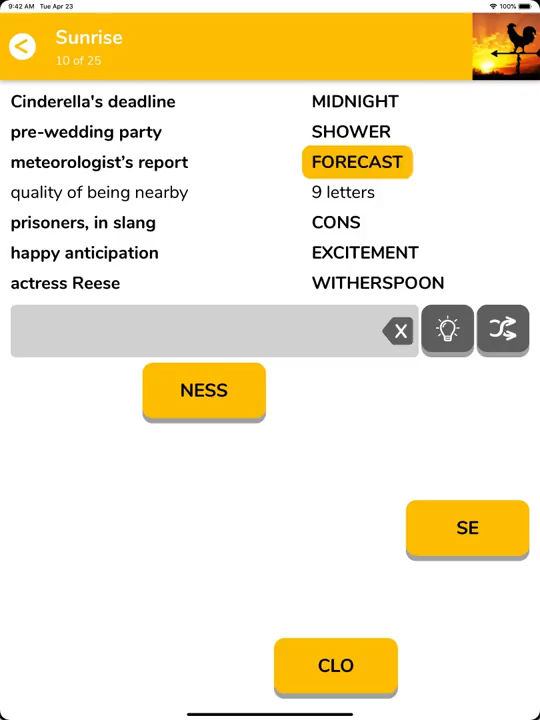 9:42 AM Tue Apr 23 100%
Sunrise
10 of 25
Cinderella's deadline MIDNIGHT
pre-wedding party SHOWER
meteorologist's report FORECAST
quality of being nearby 9 letters
prisoners, in slang CONS
happy anticipation EXCITEMENT
actress Reese WITHERSPOON
X
NESS
SE
CLO